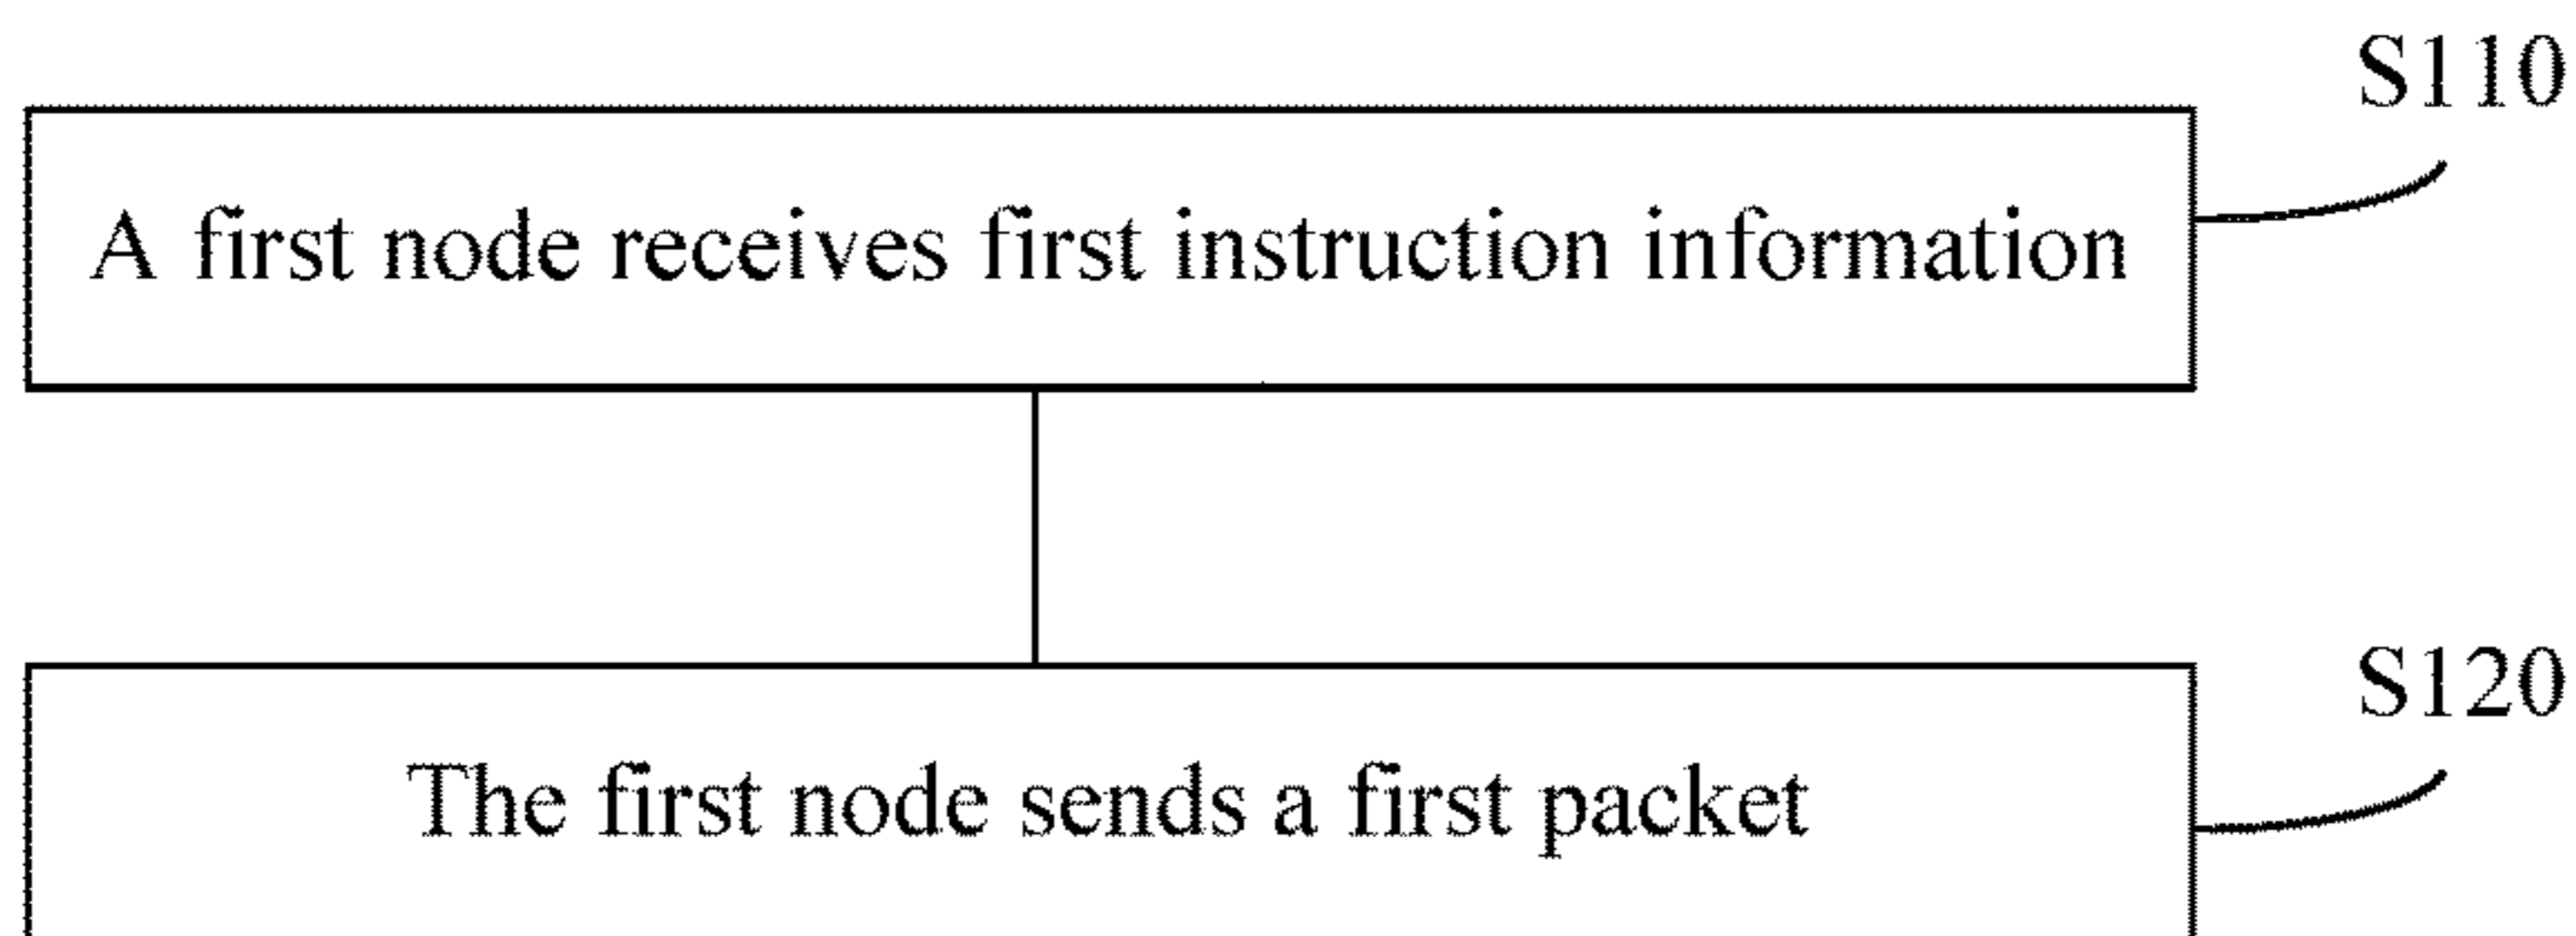 S110
A first node receives first instruction information
S120
The first node sends a first packet